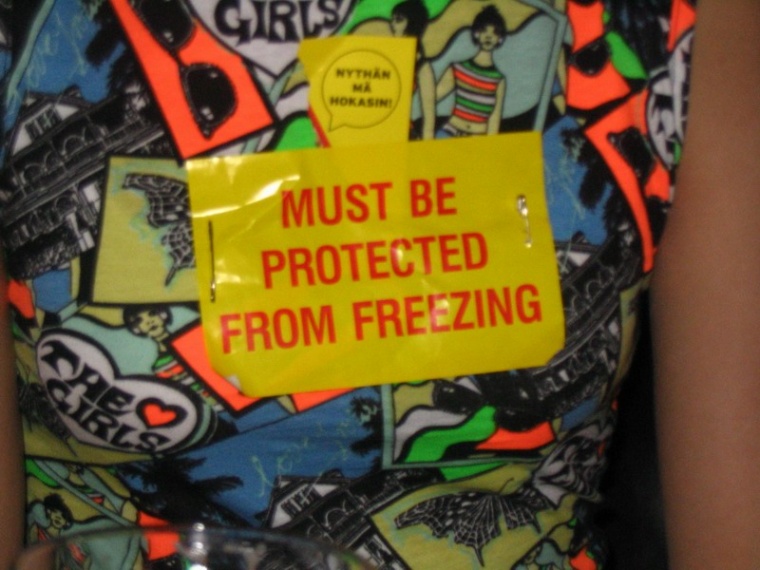 GIRLS
NYTHÄN
MÄ
HOKASIN!
MUST BE
PROTECTED
FROM FREEZING
THE
GIRLS